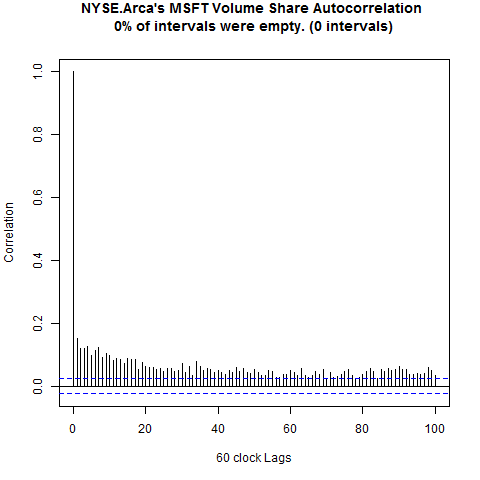 NYSE.Arca's MSFT Volume Share Autocorrelation
0% of intervals were empty. (0 intervals)
1.0
0.8
0.6
0.4
0.2
0.0
Correlation
0 20 40 60 80 100
60 clock Lags